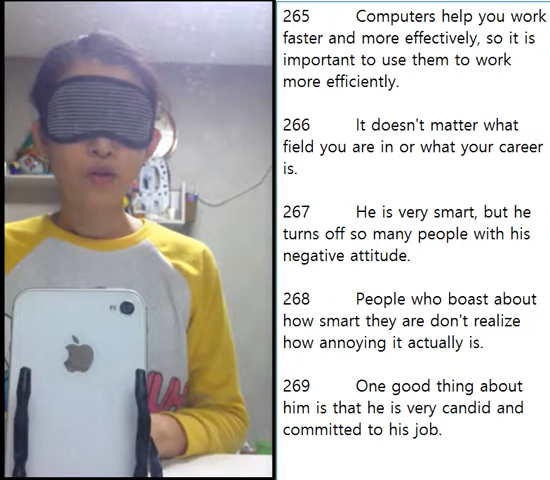 265 Computers help you work
faster and more effectively, so it is
important to use them to work
more efficiently.
266 It doesn't matter what
field you are in or what your career
is.
267 He is very smart, but he
turns off so many people with his
negative attitude.
268 People who boast about
how smart they are don't realize
how annoying it actually is.
269 One good thing about
him is that he is very candid and
committed to his job.